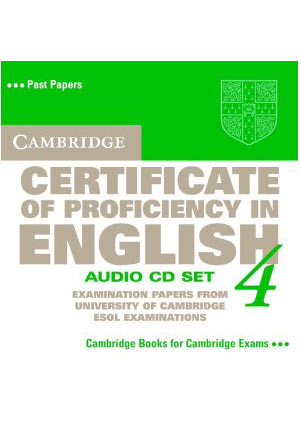 ●●● Past Papers
CAMBRIDGE
CERTIFICATE
OF PROFICIENCY IN
ENGLISH 4
AUDIO CD SET
EXAMINATION PAPERS FROM
UNIVERSITY OF CAMBRIDGE
ESOL EXAMINATIONS
Cambridge Books for Cambridge Exams ●●●